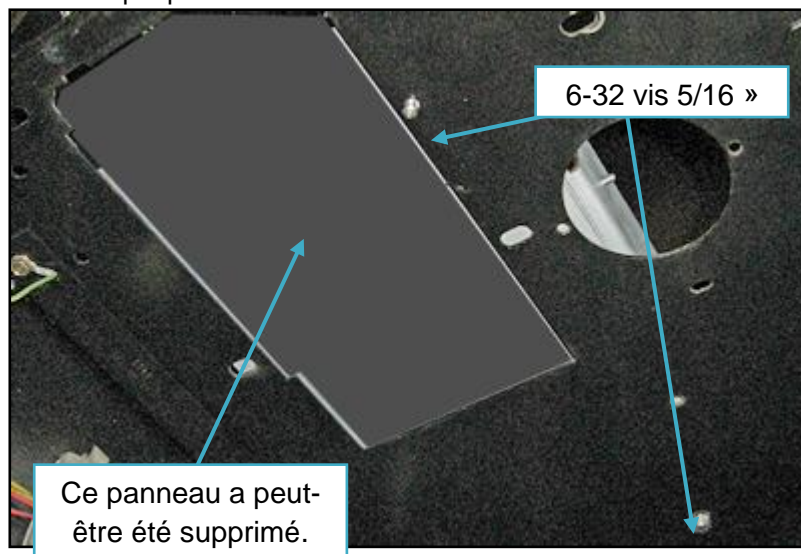 6-32 vis 5/16 »
Ce panneau a peut-
être été supprimé.